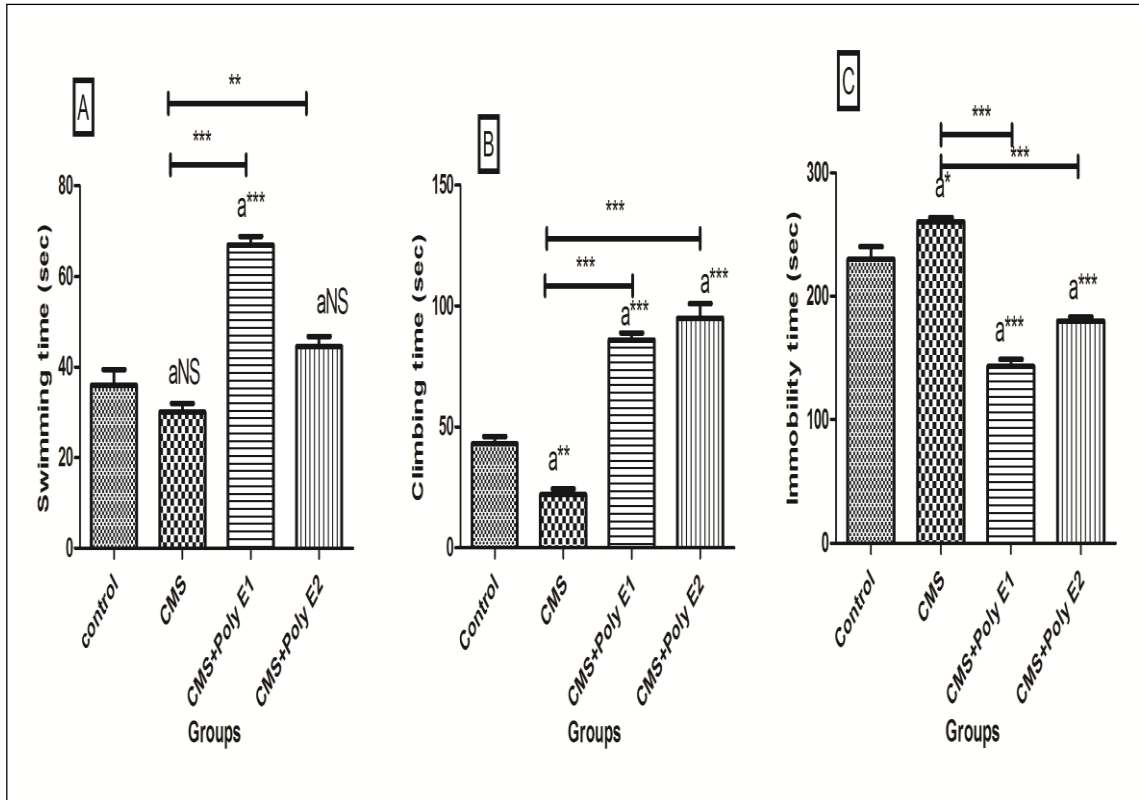 A
**
***
Swimming time (sec)
80
60
40
20
0
aNS
a***
aNS
control
CMS
CMS+Poly E1
CMS+Poly E2
Groups
B
***
***
Climbing time (sec)
150
100
50
0
a**
a***
a***
Control
CMS
CMS+Poly E1
CMS+Poly E2
Groups
C
***
***
Immobility time (sec)
300
200
100
0
a*
a***
a***
Control
CMS
CMS+Poly E1
CMS+Poly E2
Groups